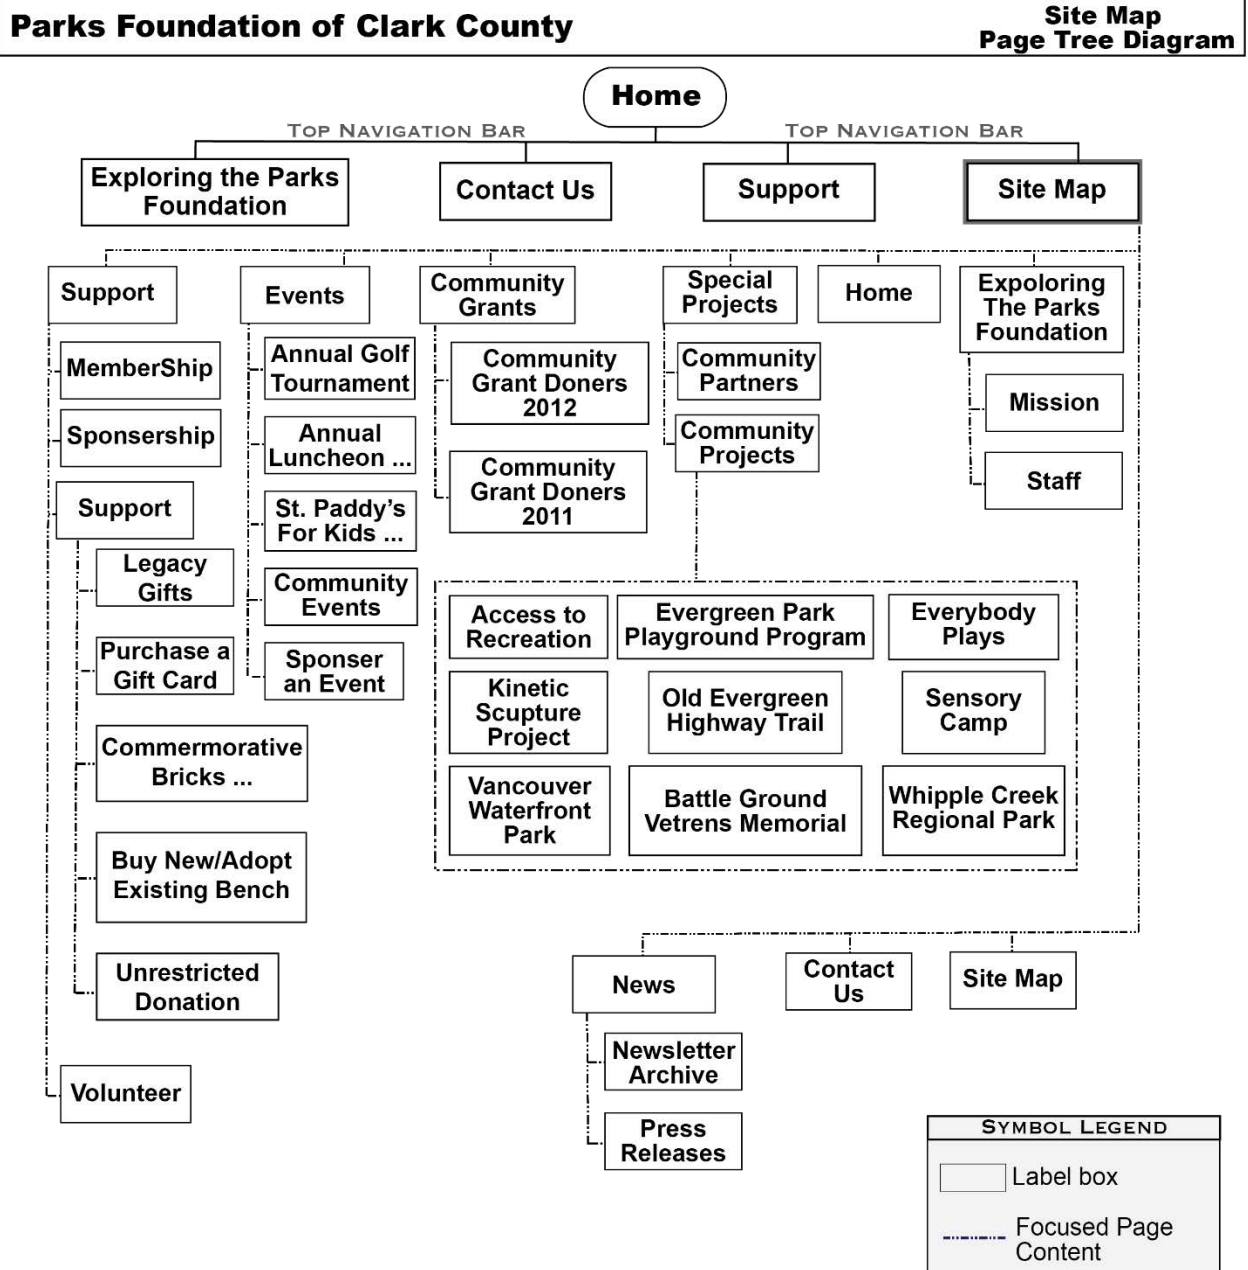 Parks Foundation of Clark County
Site Map
Page Tree Diagram
Home
Top Navigation Bar
Top Navigation Bar
Exploring the Parks
Foundation
Contact Us
Support
Site Map
Support
Events
Community
Grants
Special
Projects
Home
Expoloring
The Parks
Foundation
MemberShip
Sponsership
Support
Legacy
Gifts
Purchase a
Gift Card
Commermorative
Bricks ...
Buy New/Adopt
Existing Bench
Unrestricted
Donation
Volunteer
Annual Golf
Tournament
Annual
Luncheon ...
St. Paddy's
For Kids ...
Community
Events
Sponser
an Event
Community
Grant Doners
2012
Community
Grant Doners
2011
Community
Partners
Community
Projects
Mission
Staff
Access to
Recreation
Evergreen Park
Playground Program
Everybody
Plays
Kinetic
Scupture
Project
Old Evergreen
Highway Trail
Sensory
Camp
Vancouver
Waterfront
Park
Battle Ground
Vetrens Memorial
Whipple Creek
Regional Park
News
Contact
Us
Site Map
Newsletter
Archive
Press
Releases
Symbol Legend
Label box
Focused Page
Content